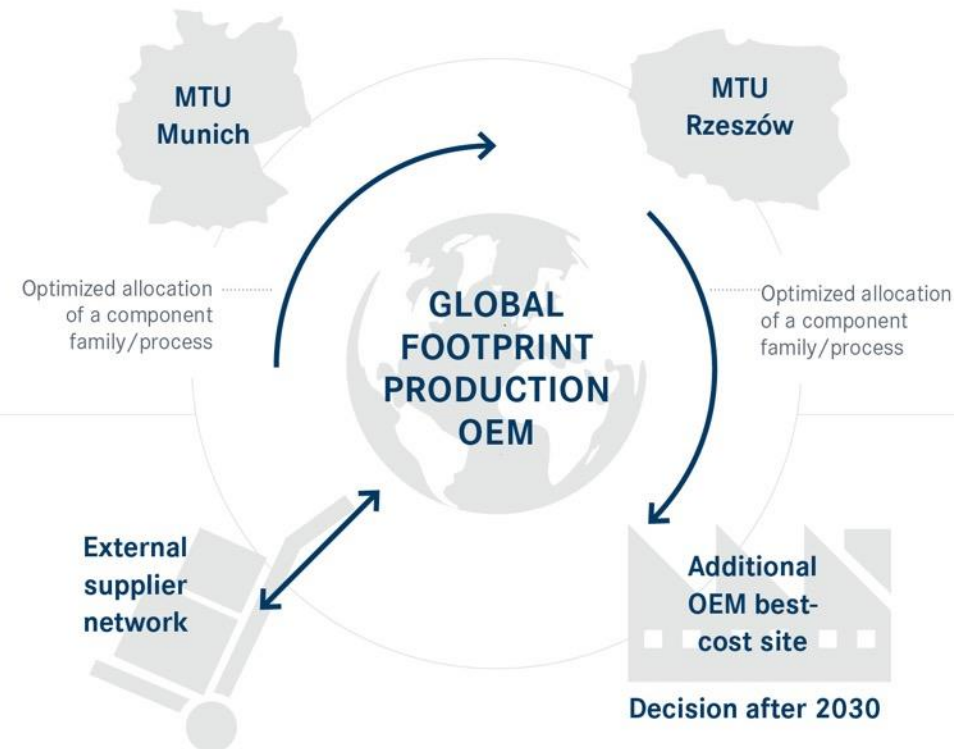 MTU
Munich
MTU
Rzeszów
Optimized allocation
of a component
family/process
GLOBAL
FOOTPRINT
PRODUCTION
OEM
Optimized allocation
of a component
family/process
External
supplier
network
Additional
OEM best-
cost site
Decision after 2030